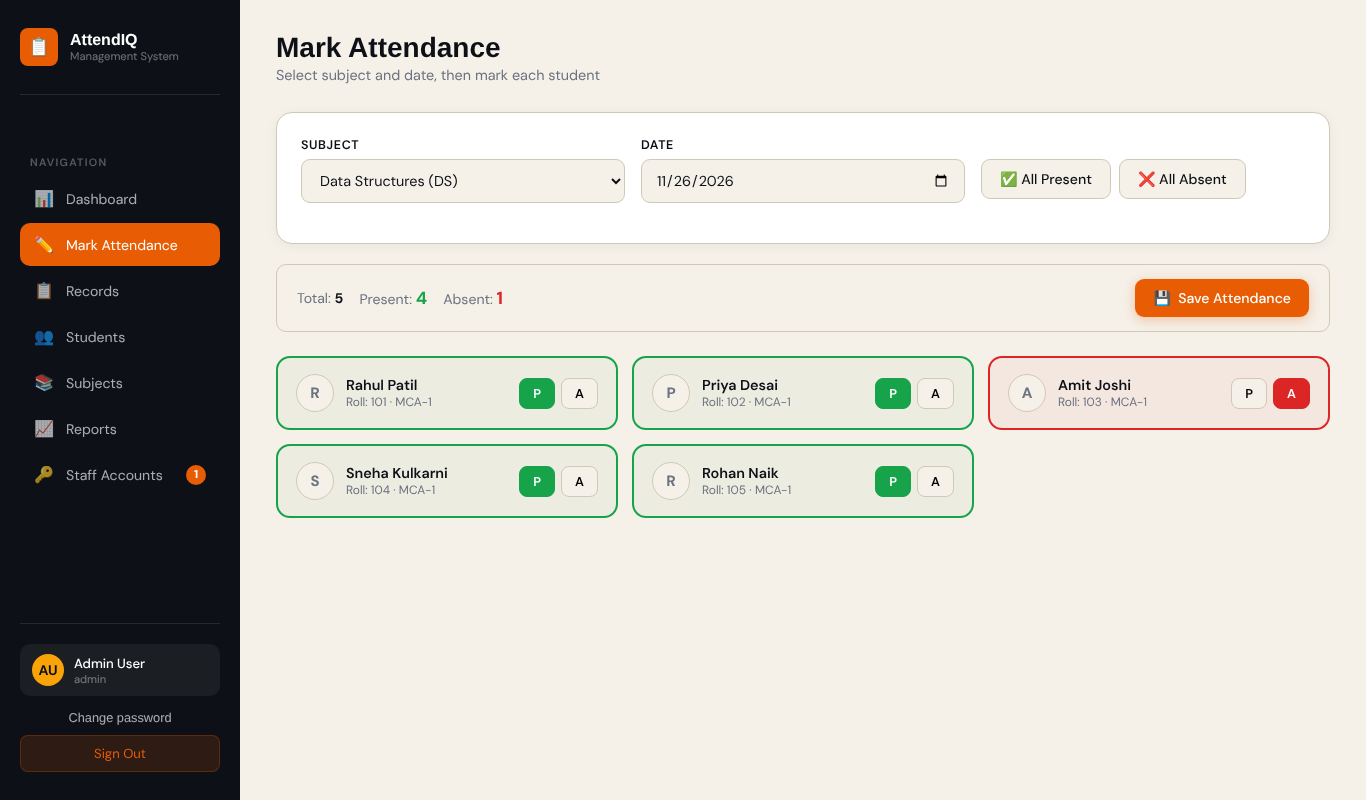 AttendIQ
Management System
NAVIGATION
Dashboard
Mark Attendance
Records
Students
Subjects
Reports
Staff Accounts 1
AU
Admin User
admin
Change password
Sign Out
Mark Attendance
Select subject and date, then mark each student
SUBJECT
Data Structures (DS)
DATE
11/26/2026
All Present
All Absent
Total: 5 Present: 4 Absent: 1
Save Attendance
R
Rahul Patil
Roll: 101 · MCA-1
P A
P
Priya Desai
Roll: 102 · MCA-1
P A
A
Amit Joshi
Roll: 103 · MCA-1
P A
S
Sneha Kulkarni
Roll: 104 · MCA-1
P A
R
Rohan Naik
Roll: 105 · MCA-1
P A